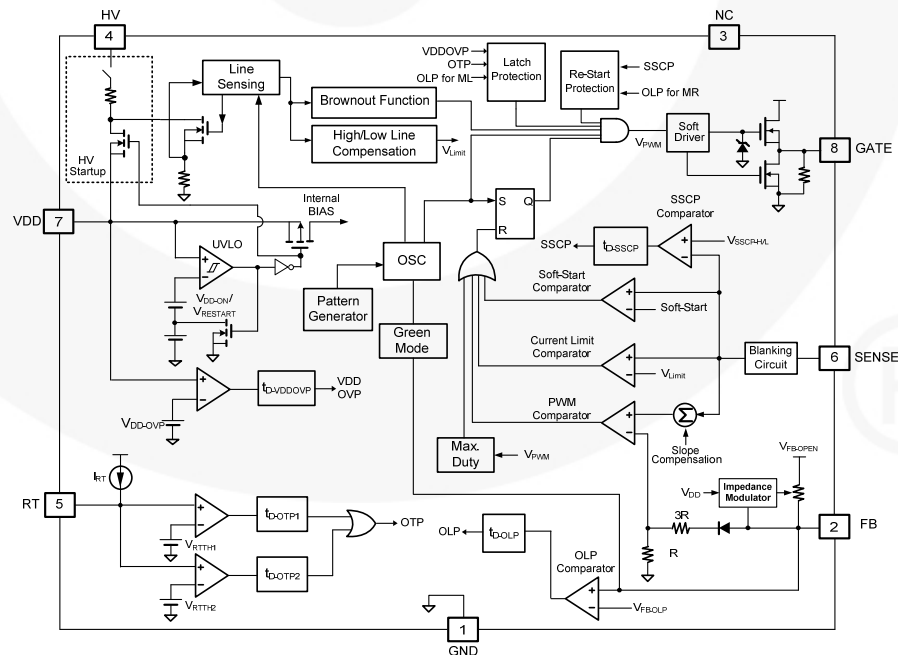 HV
4
NC
3
HV
Startup
Line
Sensing
Brownout Function
High/Low Line
Compensation
VLimit
VDDOVP
OTP
OLP for ML
Latch
Protection
Re-Start
Protection
SSCP
OLP for MR
VPWM
Soft
Driver
8
GATE
VDD
7
Internal
BIAS
UVLO
VDD-ON/
VRESTART
OSC
Pattern
Generator
Green
Mode
S
Q
R
SSCP
tD-SSCP
SSCP
Comparator
VSSCP-H/L
Soft-Start
Comparator
Soft-Start
Current Limit
Comparator
VLimit
Blanking
Circuit
6
SENSE
PWM
Comparator
Σ
Slope
Compensation
Max.
Duty
VPWM
VDD-OVP
tD-VDDOVP
VDD
OVP
VFB-OPEN
VDD
Impedance
Modulator
3R
R
2
FB
IRT
RT
5
VRTTH1
tD-OTP1
OTP
VRTTH2
tD-OTP2
OLP
tD-OLP
OLP
Comparator
VFB-OLP
1
GND
R